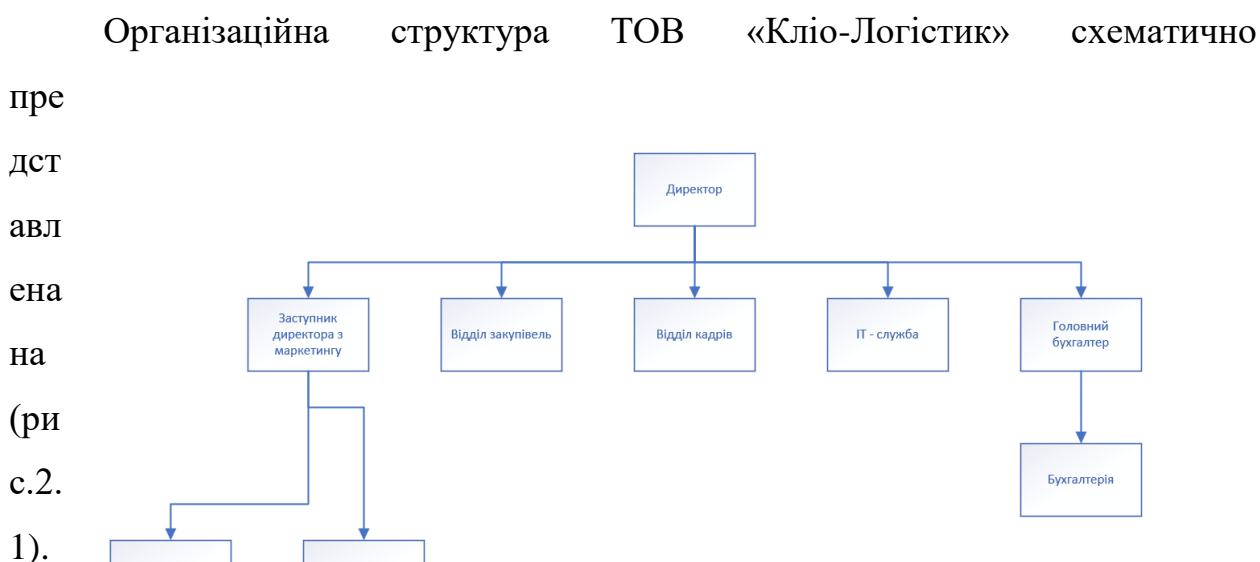 Організаційна структура ТОВ «Кліо-Логістик» схематично
пре
дст
авл
ена
на
(ри
с.2.
1).
Директор
Заступник
директора з
маркетингу
Відділ закупівель
Відділ кадрів
ІТ - служба
Головний
бухгалтер
Бухгалтерія